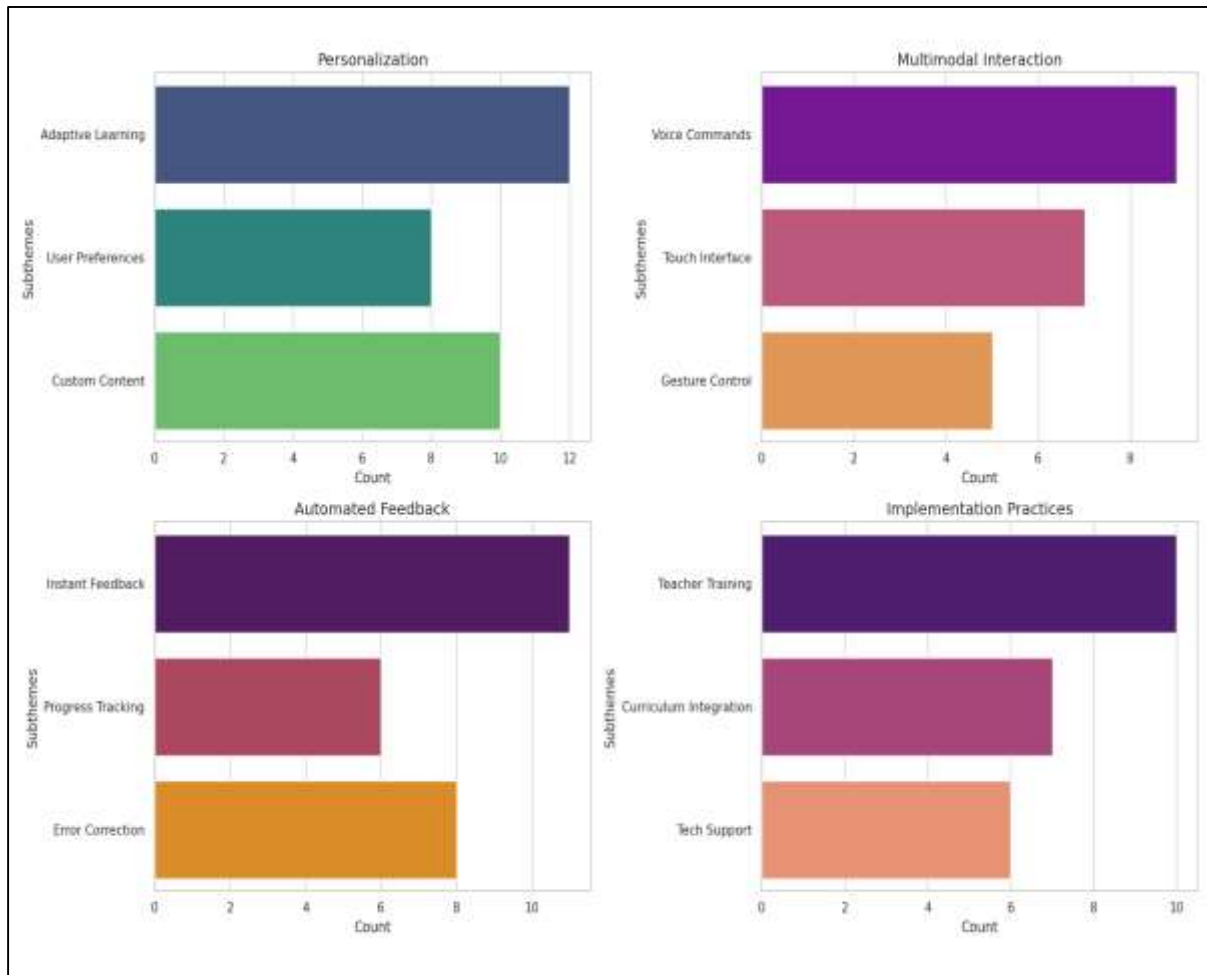 Personalization
Adaptive Learning
User Preferences
Custom Content
Subthemes
0 2 4 6 8 10 12
Count
Multimodal Interaction
Voice Commands
Touch Interface
Gesture Control
Subthemes
0 2 4 6 8
Count
Automated Feedback
Instant Feedback
Progress Tracking
Error Correction
Subthemes
0 2 4 6 8 10
Count
Implementation Practices
Teacher Training
Curriculum Integration
Tech Support
Subthemes
0 2 4 6 8 10
Count